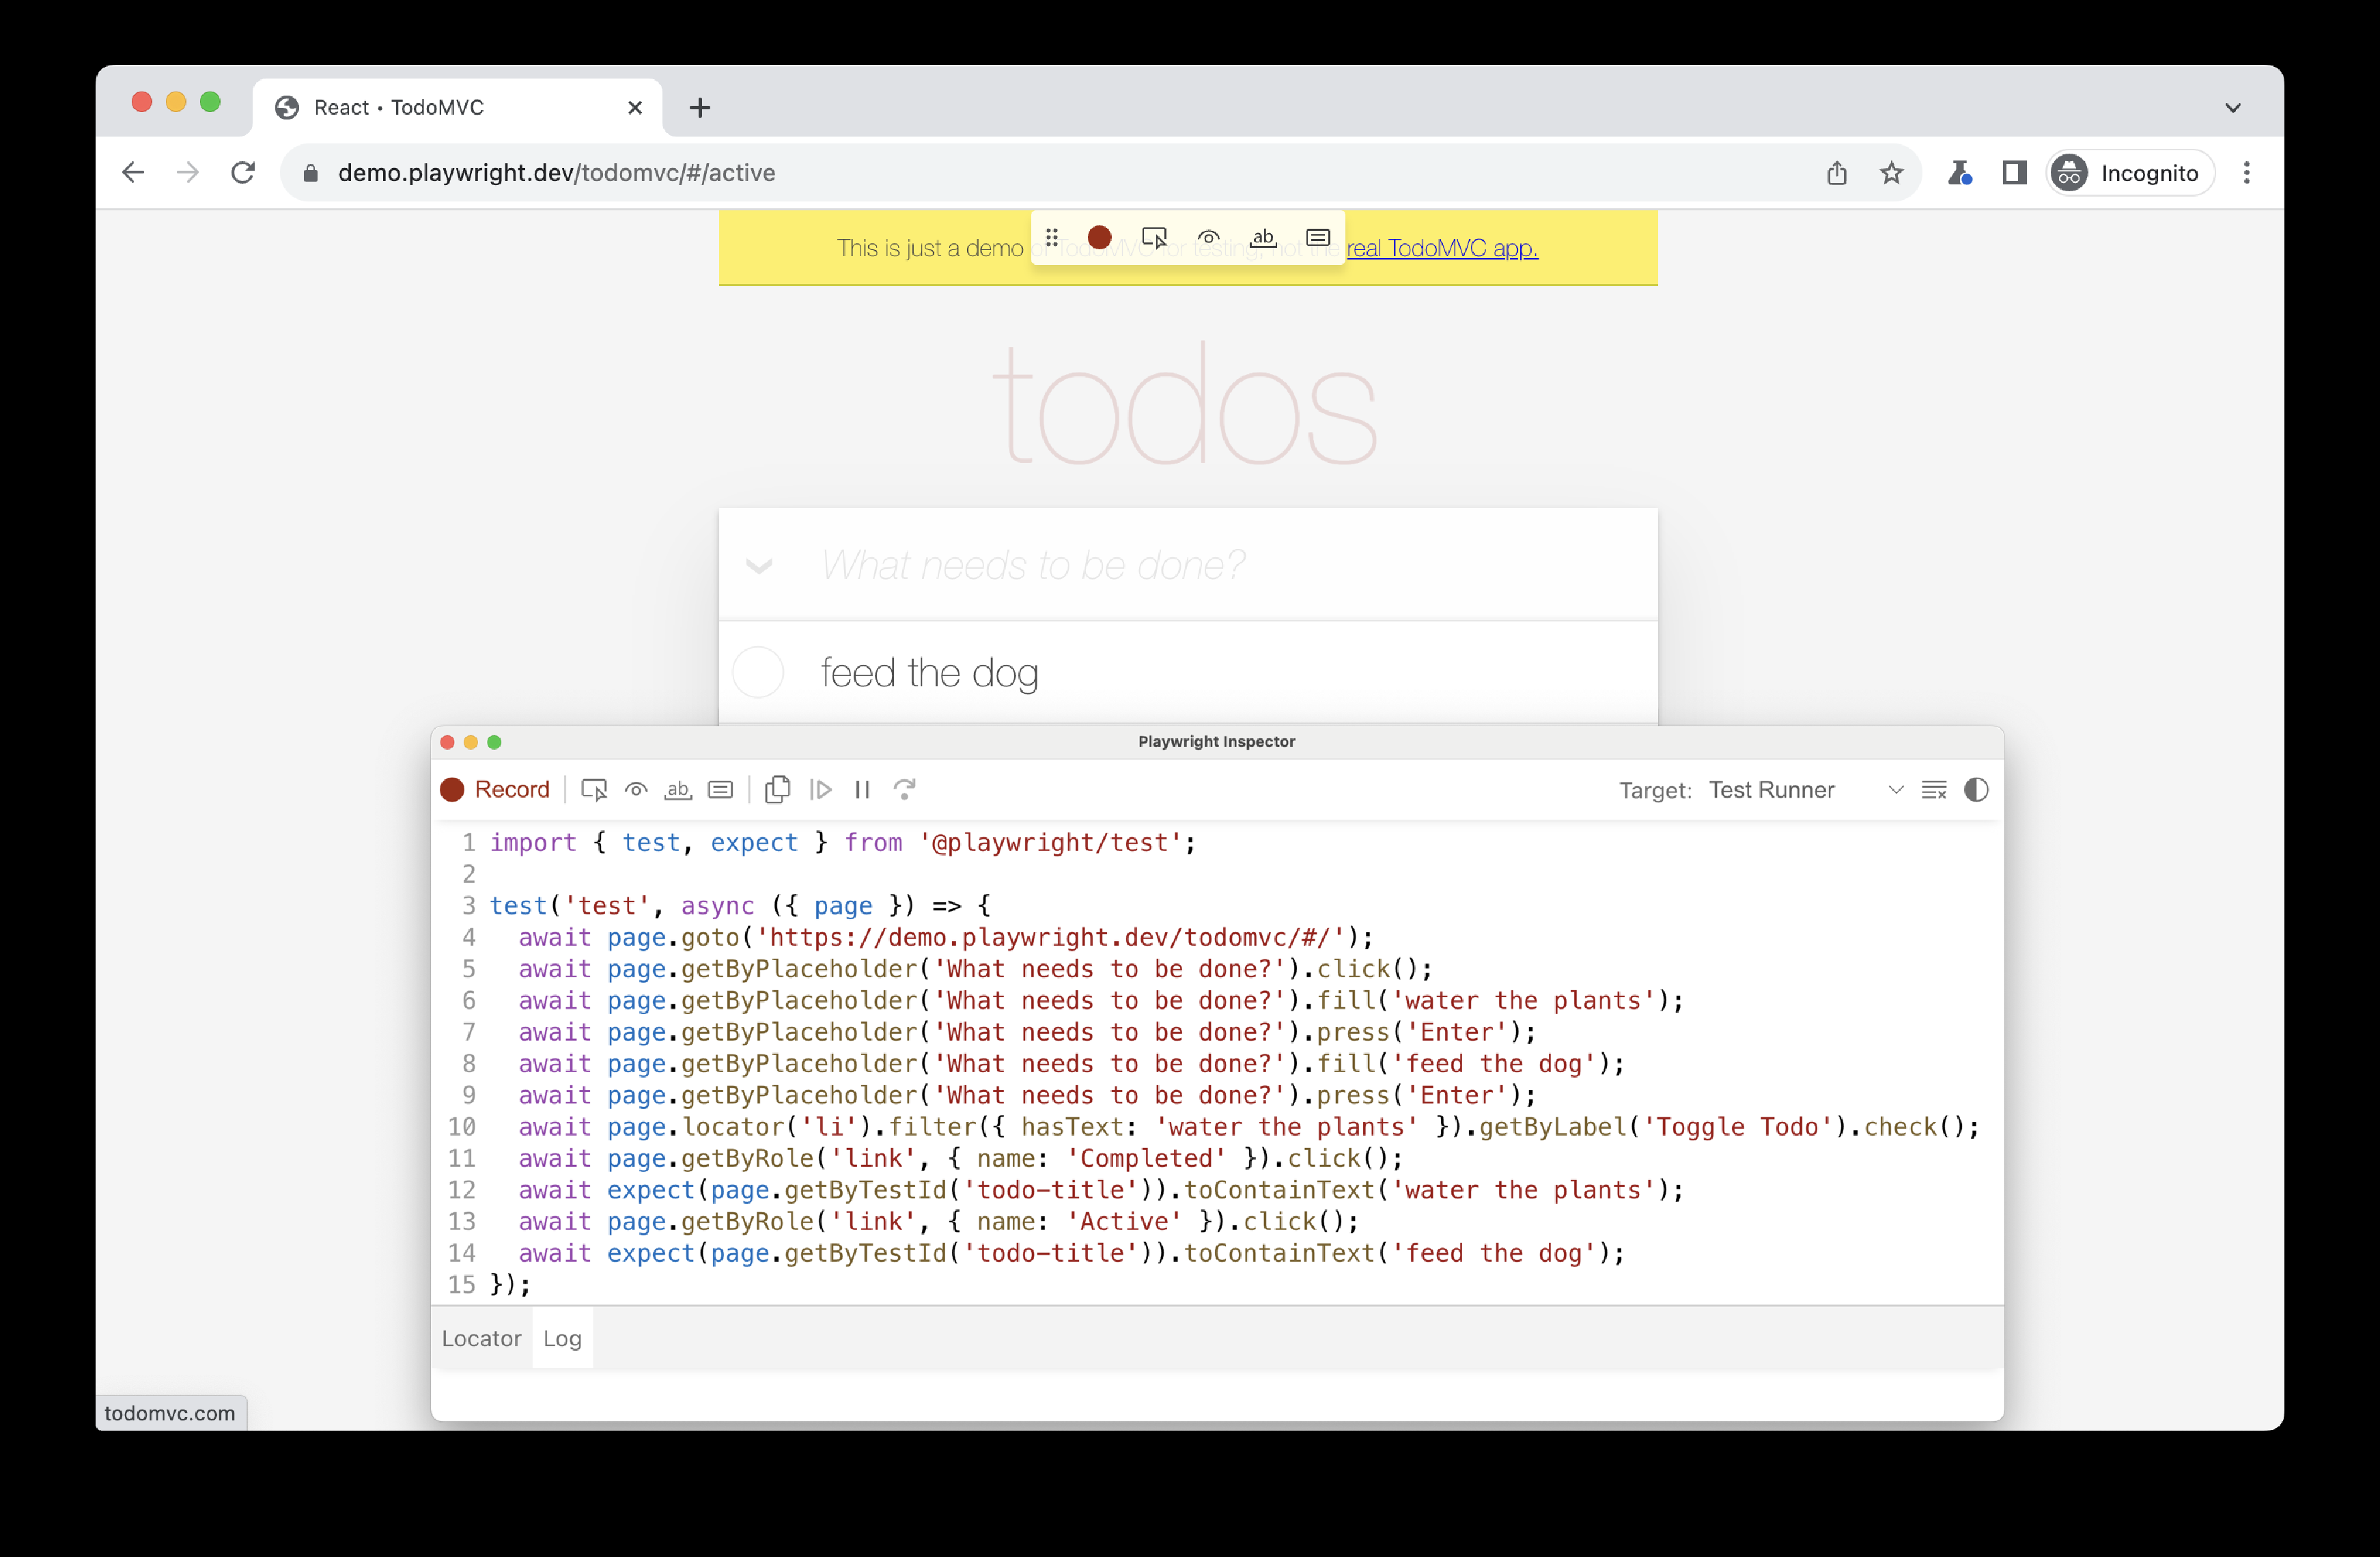 React • TodoMVC
demo.playwright.dev/todomvc/#/active
Incognito
This is just a demo of TodoMVC for testing, not the real TodoMVC app.
ab
todos
What needs to be done?
feed the dog
Playwright Inspector
Record
ab
Target: Test Runner
1 import { test, expect } from '@playwright/test';
2
3 test('test', async ({ page }) => {
4 await page.goto('https://demo.playwright.dev/todomvc/#/');
5 await page.getByPlaceholder('What needs to be done?').click();
6 await page.getByPlaceholder('What needs to be done?').fill('water the plants');
7 await page.getByPlaceholder('What needs to be done?').press('Enter');
8 await page.getByPlaceholder('What needs to be done?').fill('feed the dog');
9 await page.getByPlaceholder('What needs to be done?').press('Enter');
10 await page.locator('li').filter({ hasText: 'water the plants' }).getByLabel('Toggle Todo').check();
11 await page.getByRole('link', { name: 'Completed' }).click();
12 await expect(page.getByTestId('todo-title')).toContainText('water the plants');
13 await page.getByRole('link', { name: 'Active' }).click();
14 await expect(page.getByTestId('todo-title')).toContainText('feed the dog');
15 });
Locator Log
todomvc.com